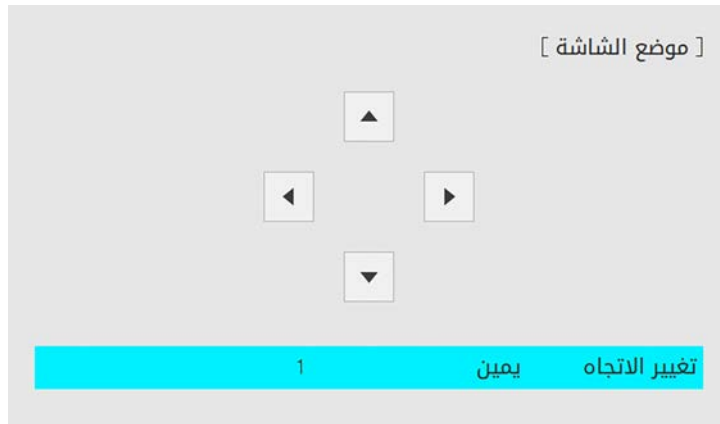 [ موضع الشاشة ]
تغيير الاتجاه يمين 1